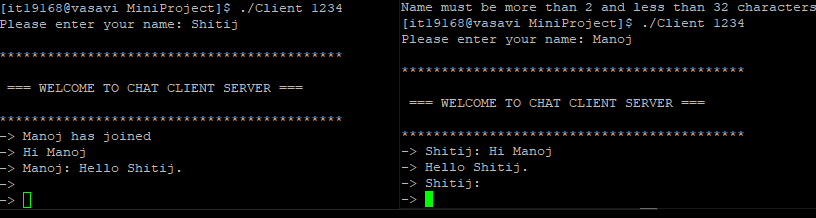 [it19168@vasavi MiniProject]$ ./Client 1234
Please enter your name: Shitij
*******************************************
=== WELCOME TO CHAT CLIENT SERVER ===
*******************************************
-> Manoj has joined
-> Hi Manoj
-> Manoj: Hello Shitij.
->
->
Name must be more than 2 and less than 32 characters
[it19168@vasavi MiniProject]$ ./Client 1234
Please enter your name: Manoj
*******************************************
=== WELCOME TO CHAT CLIENT SERVER ===
*******************************************
-> Shitij: Hi Manoj
-> Hello Shitij.
-> Shitij:
->